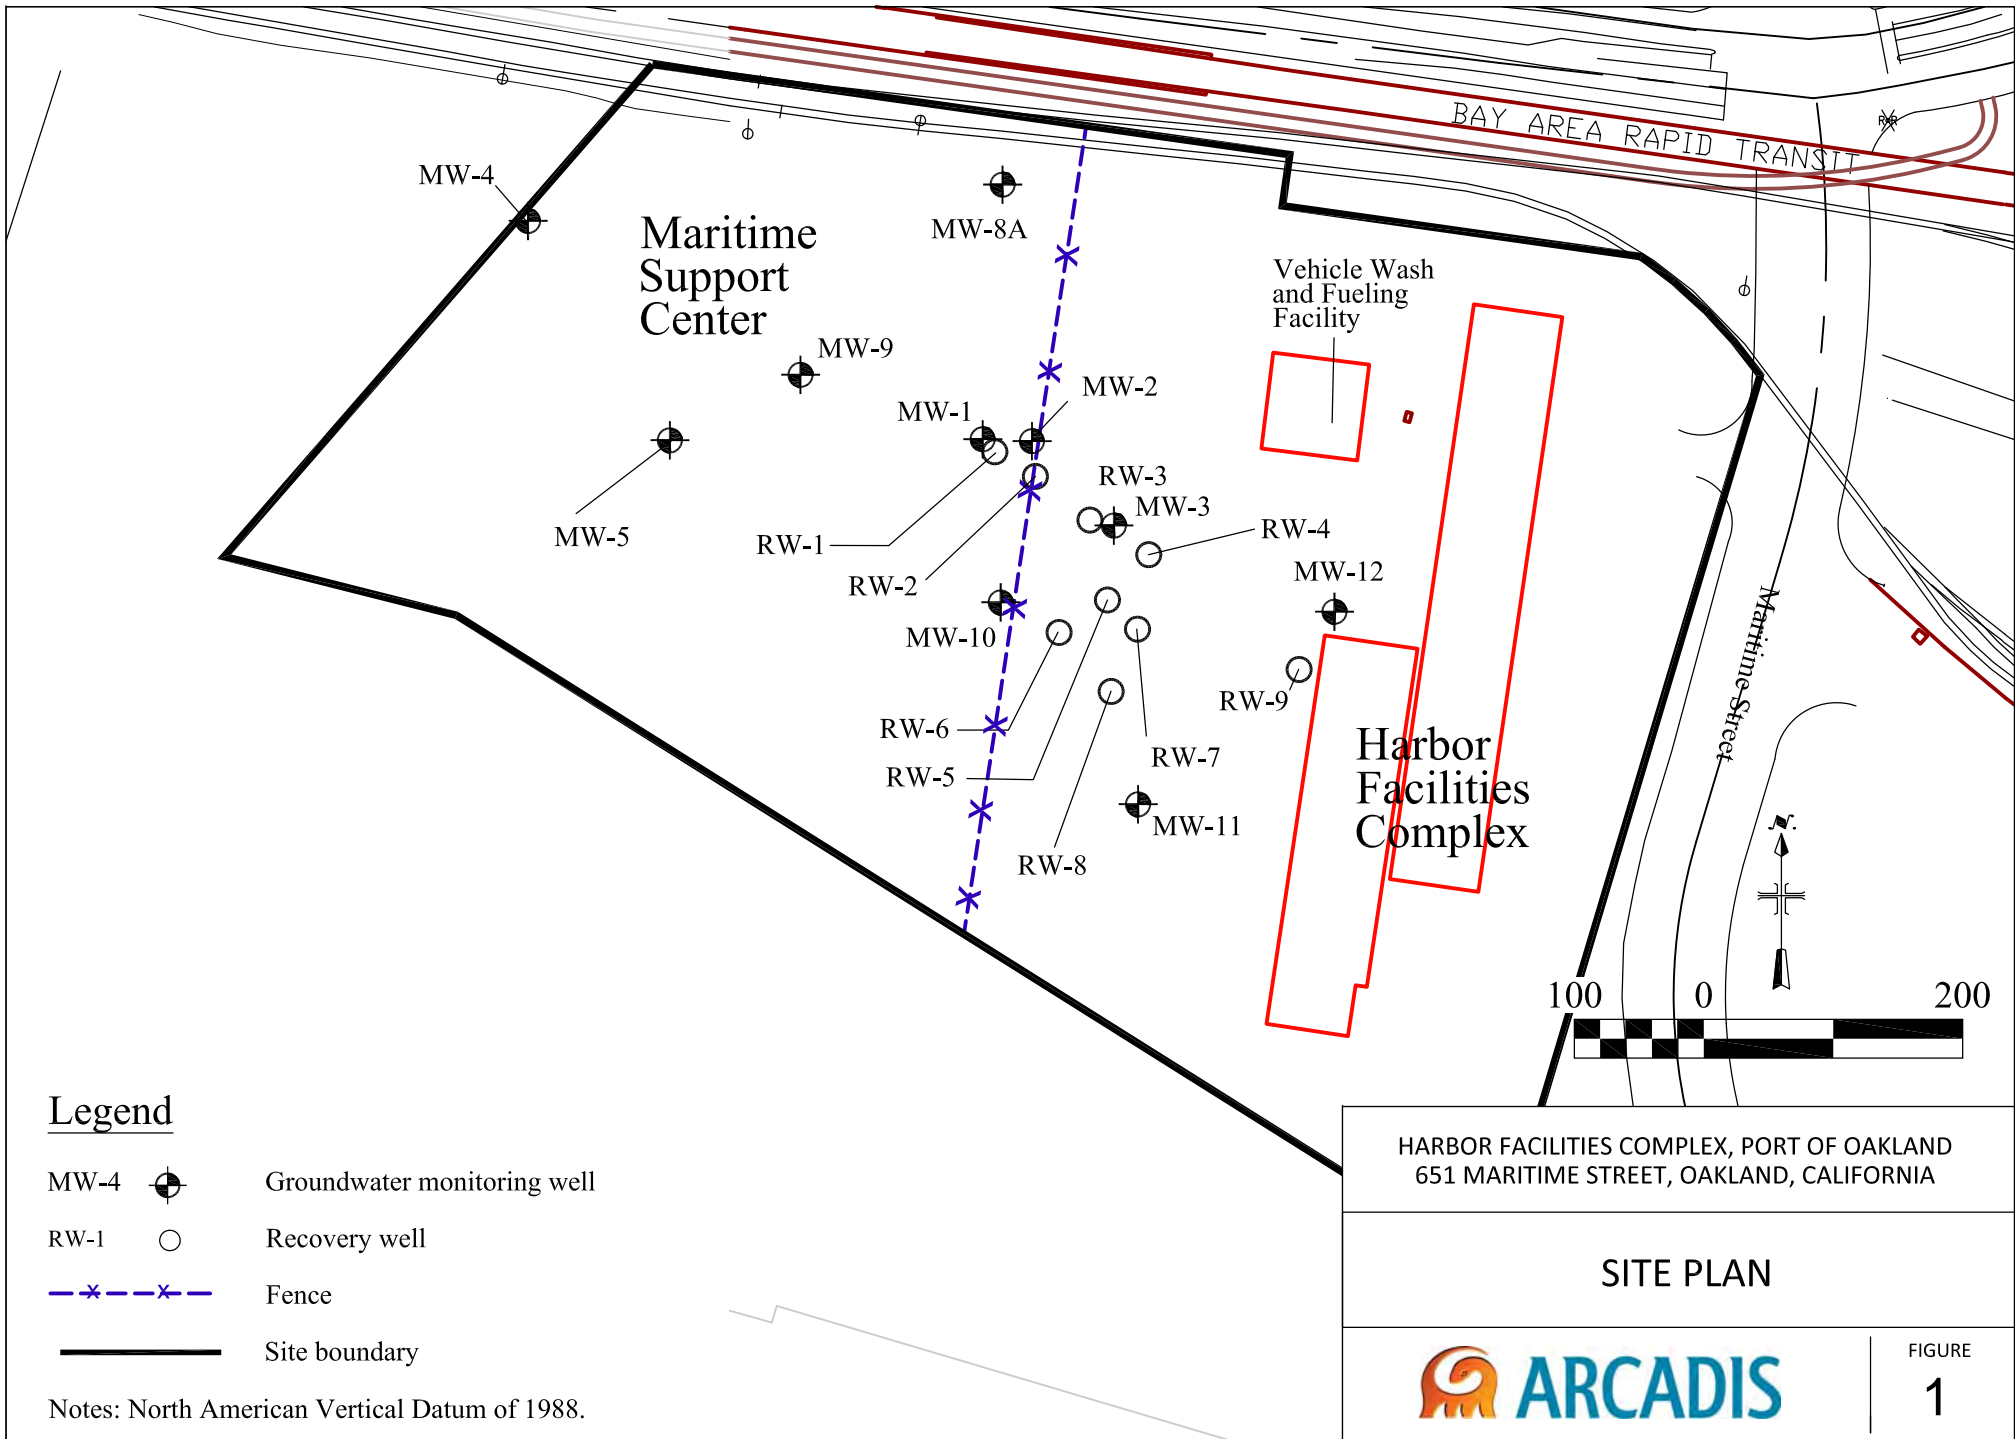 BAY AREA RAPID TRANSIT
MW-4
MW-8A
Maritime
Support
Center
Vehicle Wash
and Fueling
Facility
MW-9
MW-2
MW-1
RW-3
MW-3
MW-5
RW-1
RW-4
RW-2
MW-12
MW-10
Maritime Street
RW-9
RW-6
RW-7
RW-5
Harbor
Facilities
Complex
MW-11
RW-8
100 0 200
Legend
MW-4 Groundwater monitoring well
RW-1 Recovery well
X X Fence
Site boundary
Notes: North American Vertical Datum of 1988.
HARBOR FACILITIES COMPLEX, PORT OF OAKLAND
651 MARITIME STREET, OAKLAND, CALIFORNIA
SITE PLAN
ARCADIS
FIGURE
1